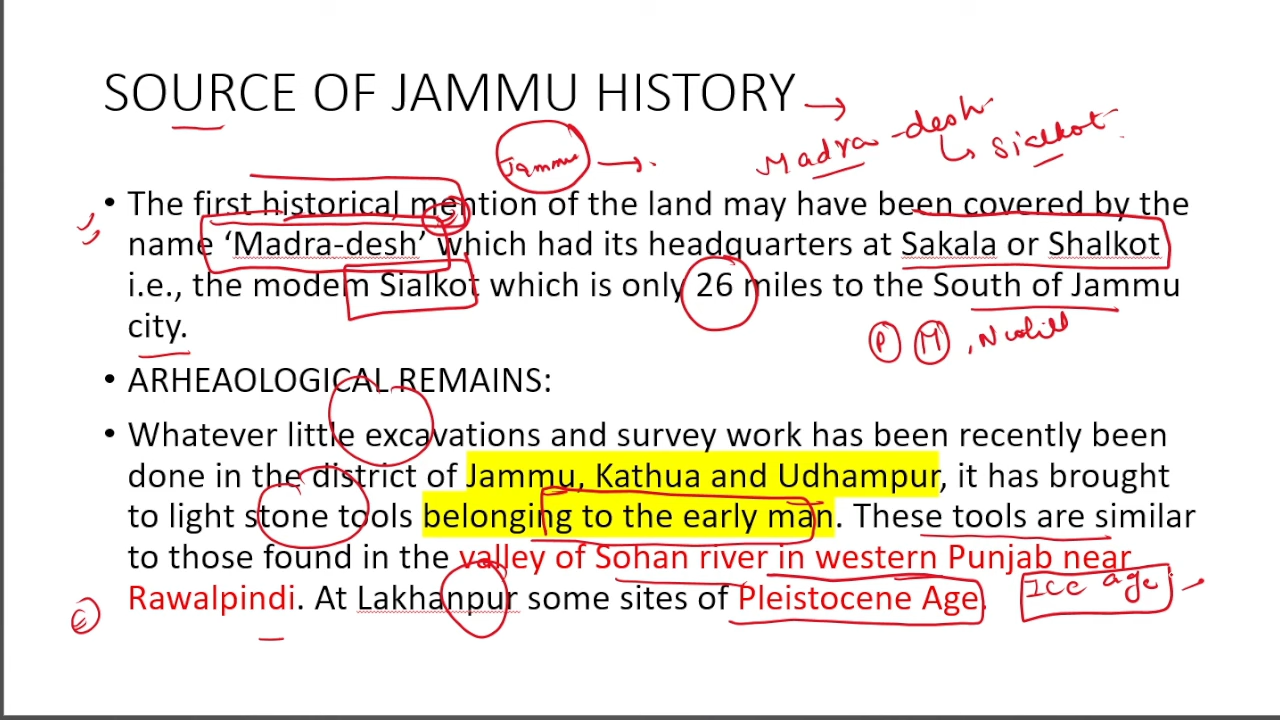 SOURCE OF JAMMU HISTORY
Madra-desh
Sialkot
Jammu
• The first historical mention of the land may have been covered by the
name ‘Madra-desh’ which had its headquarters at Sakala or Shalkot
i.e., the modem Sialkot which is only 26 miles to the South of Jammu
city.
P M,
• ARHEAOLOGICAL REMAINS:
• Whatever little excavations and survey work has been recently been
done in the district of Jammu, Kathua and Udhampur, it has brought
to light stone tools belonging to the early man. These tools are similar
to those found in the valley of Sohan river in western Punjab near
Rawalpindi. At Lakhanpur some sites of Pleistocene Age.
Ice age